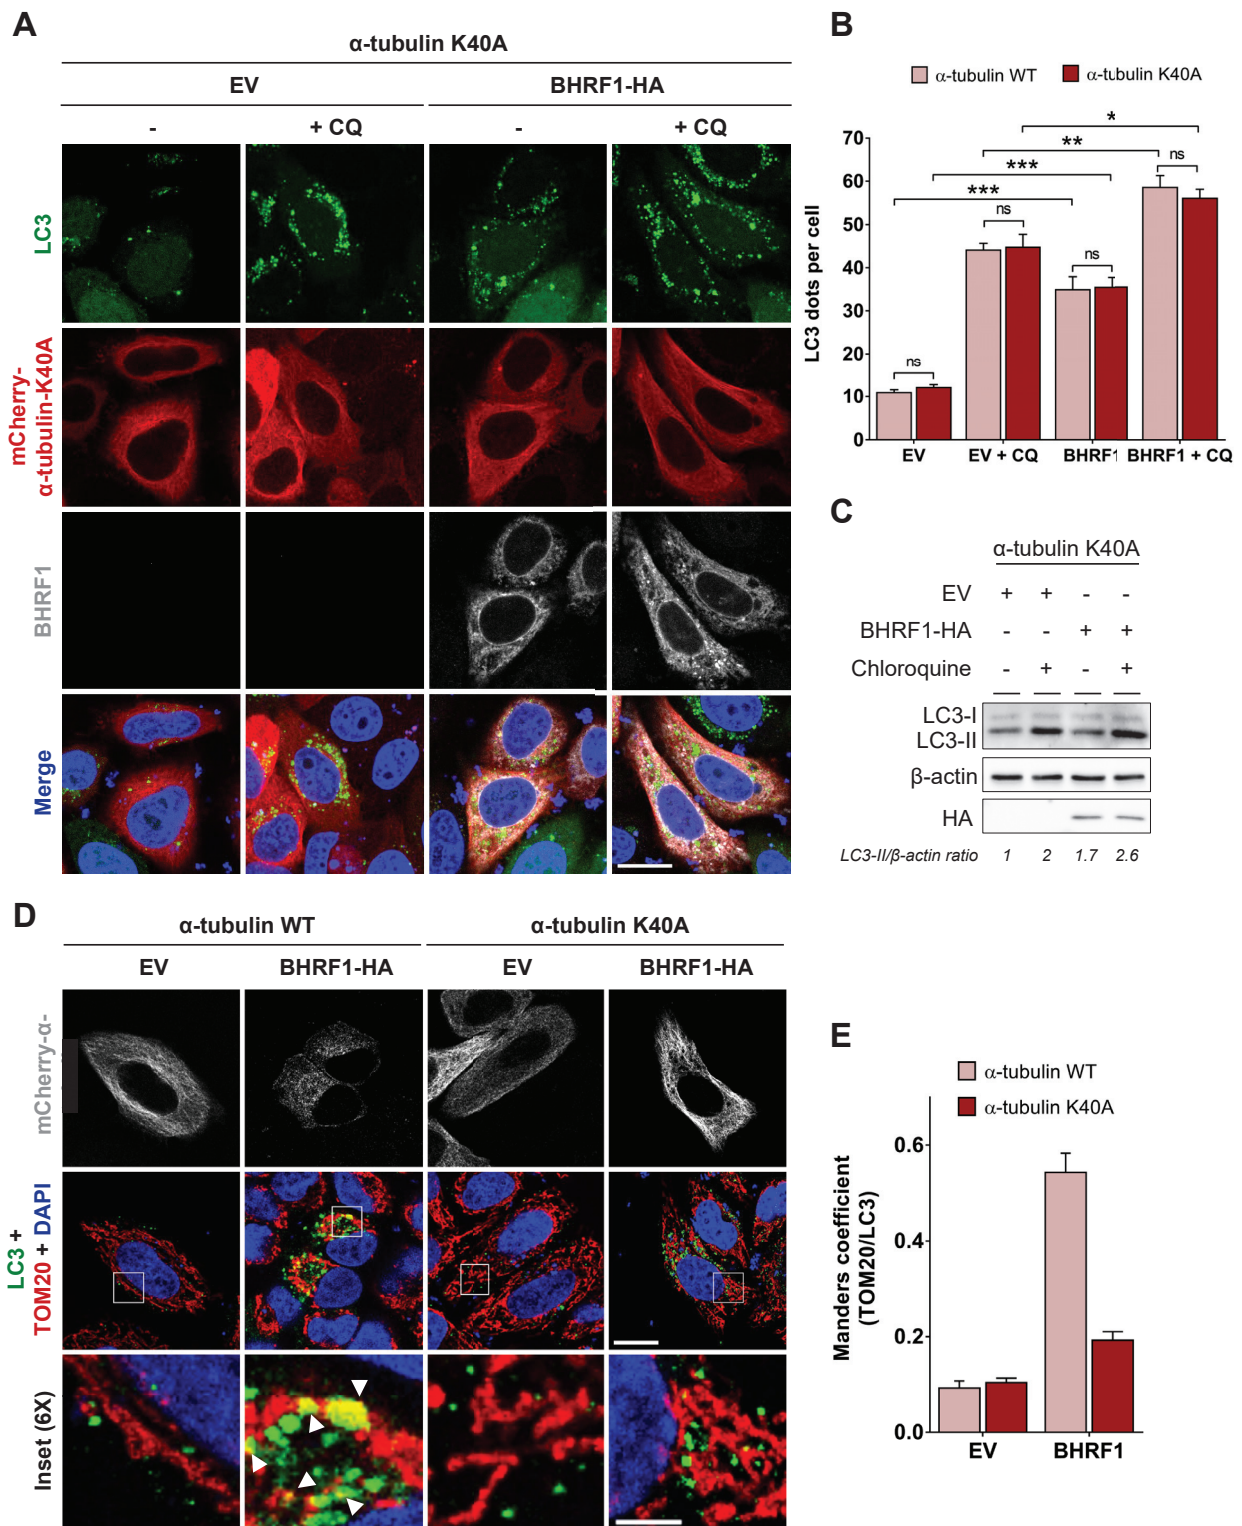 A
α-tubulin K40A
EV
BHRF1-HA
-
+ CQ
-
+ CQ
LC3
mCherry-
α-tubulin-K40A
BHRF1
Merge
B
α-tubulin WT
α-tubulin K40A
LC3 dots per cell
70
60
50
40
30
20
10
0
ns
ns
ns
ns
***
***
**
*
EV
EV + CQ
BHRF1
BHRF1 + CQ
C
α-tubulin K40A
EV + + - -
BHRF1-HA - - + +
Chloroquine - + - +
LC3-I
LC3-II
β-actin
HA
LC3-II/β-actin ratio 1 2 1.7 2.6
D
α-tubulin WT
α-tubulin K40A
EV
BHRF1-HA
EV
BHRF1-HA
mCherry-α-
LC3 +
TOM20 + DAPI
Inset (6X)
E
α-tubulin WT
α-tubulin K40A
Manders coefficient
(TOM20/LC3)
0.6
0.4
0.2
0.0
EV
BHRF1